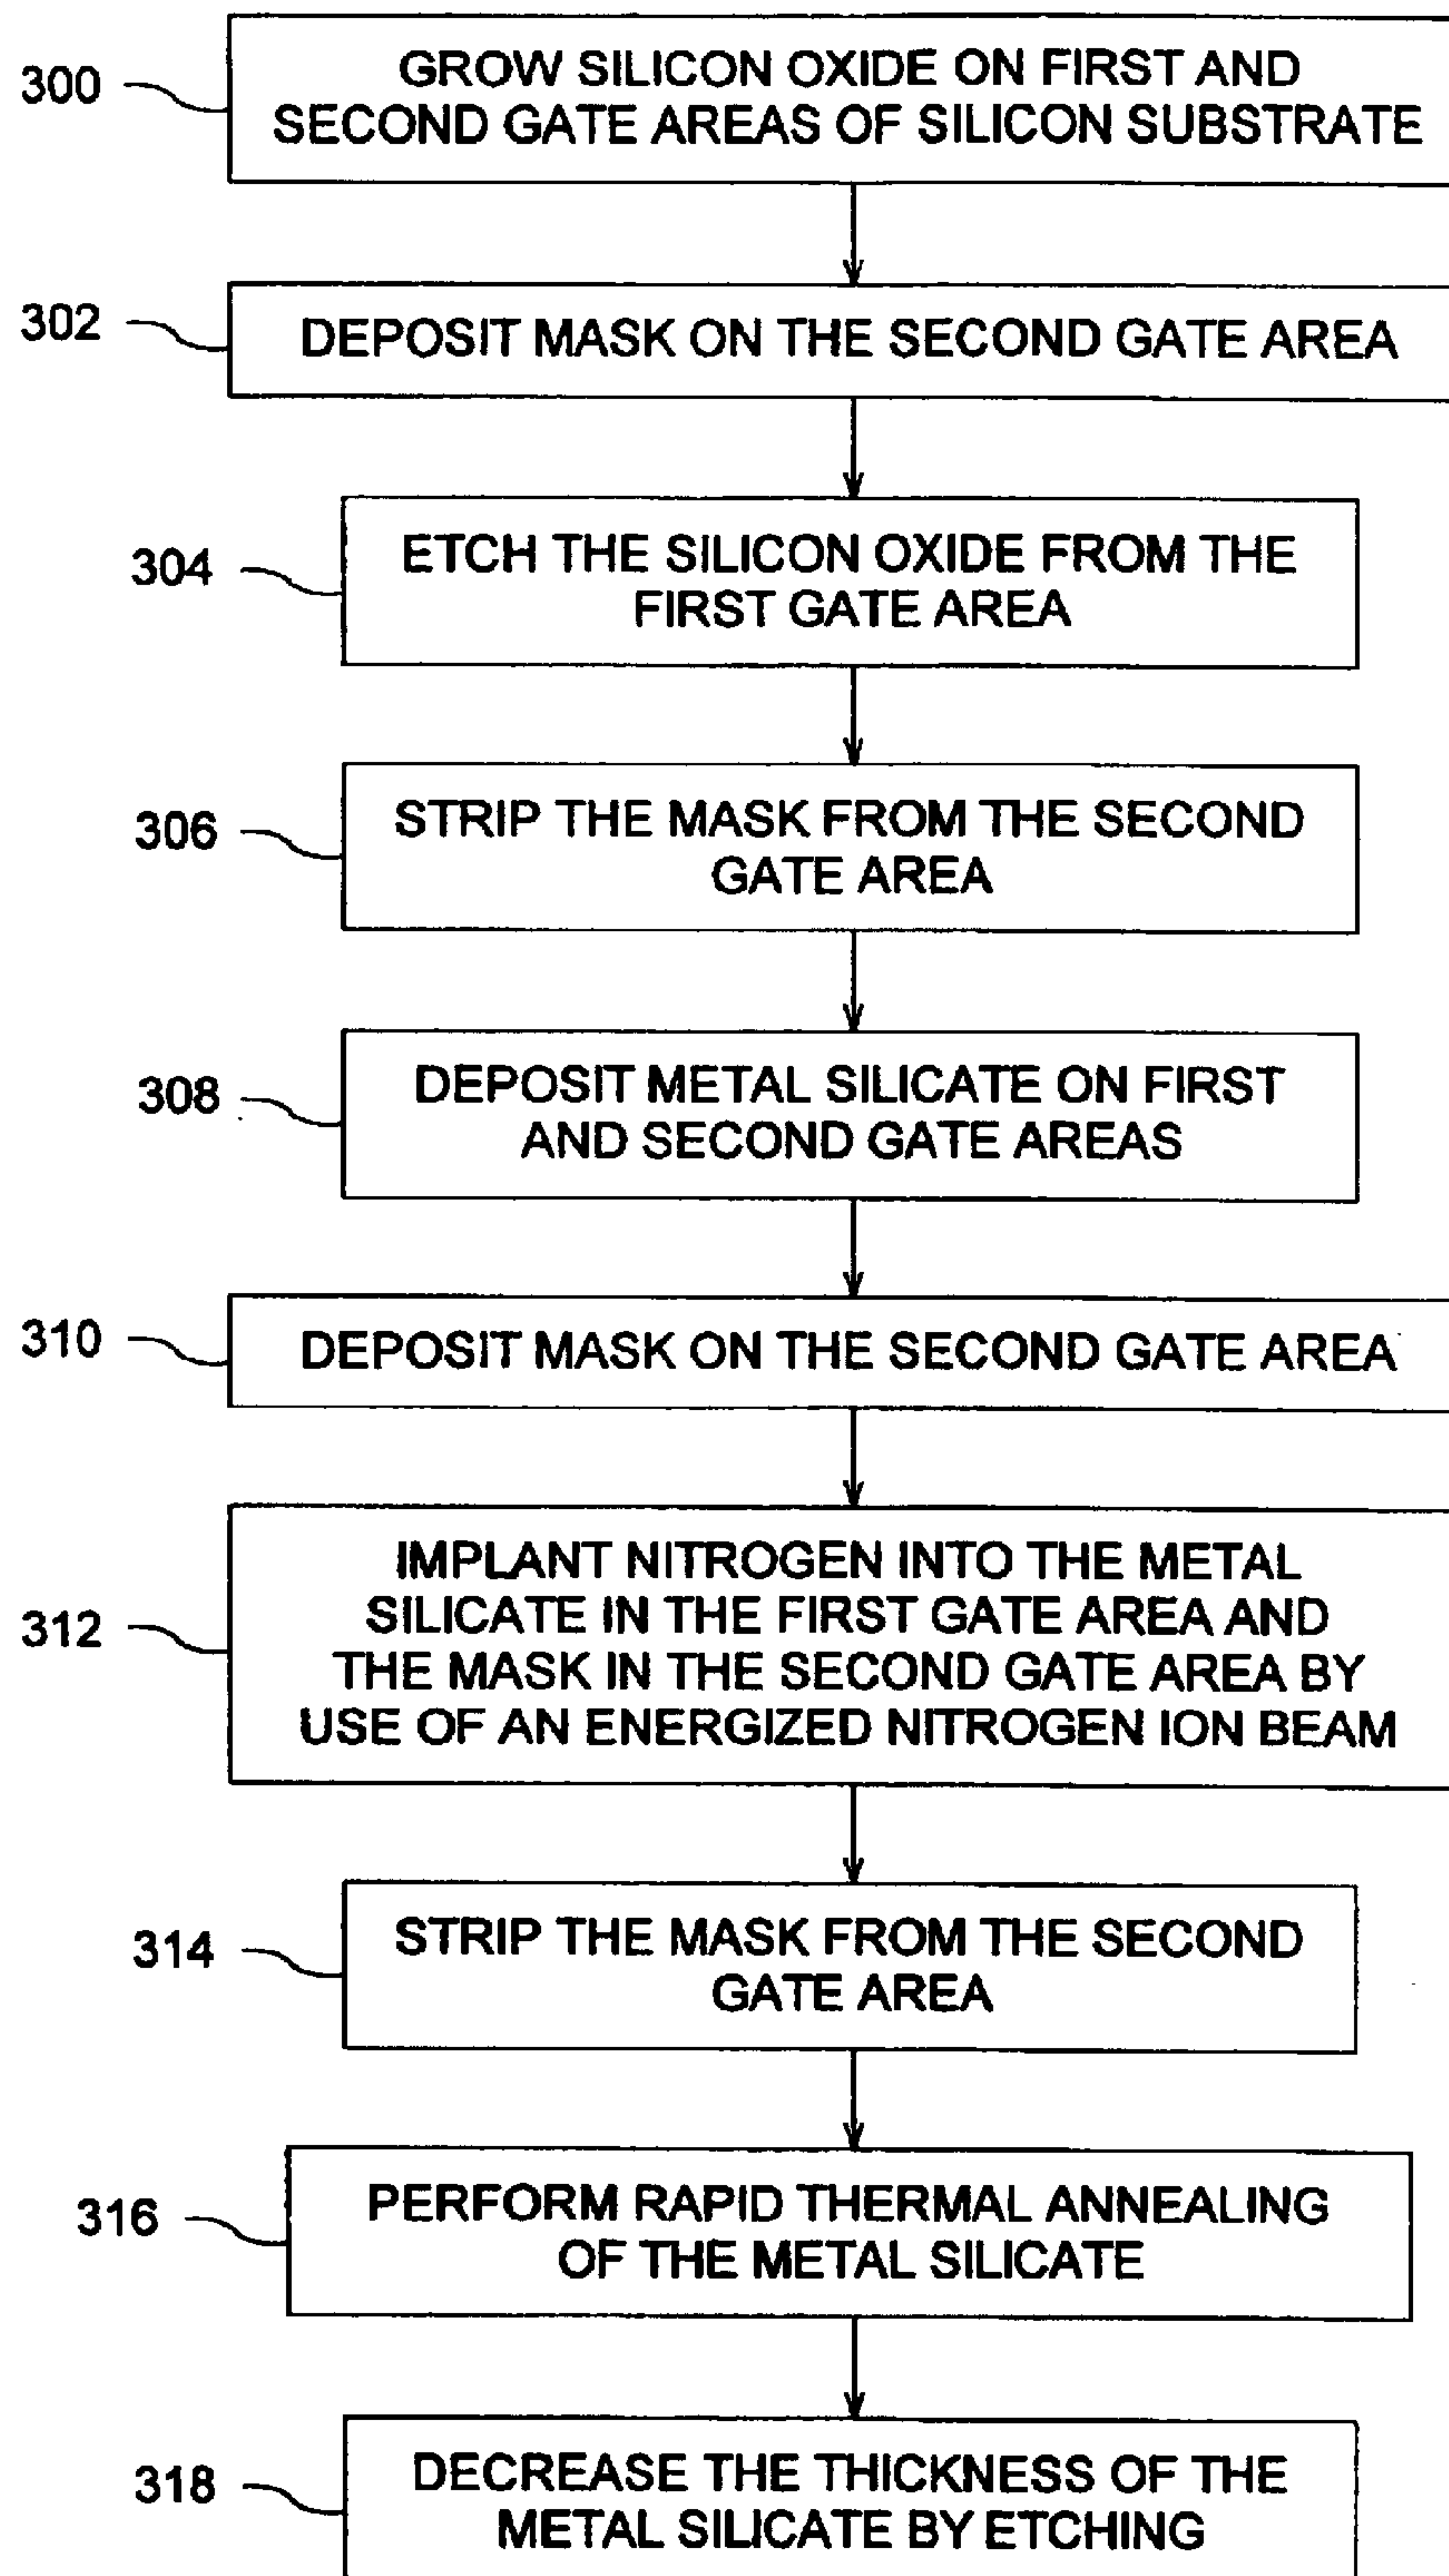 300
GROW SILICON OXIDE ON FIRST AND
SECOND GATE AREAS OF SILICON SUBSTRATE
302
DEPOSIT MASK ON THE SECOND GATE AREA
304
ETCH THE SILICON OXIDE FROM THE
FIRST GATE AREA
306
STRIP THE MASK FROM THE SECOND
GATE AREA
308
DEPOSIT METAL SILICATE ON FIRST
AND SECOND GATE AREAS
310
DEPOSIT MASK ON THE SECOND GATE AREA
312
IMPLANT NITROGEN INTO THE METAL
SILICATE IN THE FIRST GATE AREA AND
THE MASK IN THE SECOND GATE AREA BY
USE OF AN ENERGIZED NITROGEN ION BEAM
314
STRIP THE MASK FROM THE SECOND
GATE AREA
316
PERFORM RAPID THERMAL ANNEALING
OF THE METAL SILICATE
318
DECREASE THE THICKNESS OF THE
METAL SILICATE BY ETCHING